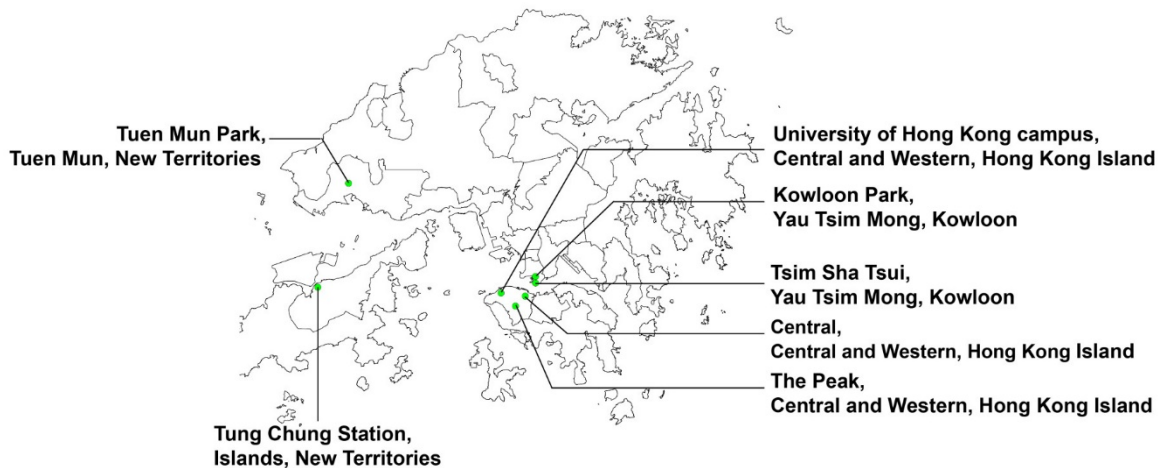 Tuen Mun Park,
Tuen Mun, New Territories
Tung Chung Station,
Islands, New Territories
University of Hong Kong campus,
Central and Western, Hong Kong Island
Kowloon Park,
Yau Tsim Mong, Kowloon
Tsim Sha Tsui,
Yau Tsim Mong, Kowloon
Central,
Central and Western, Hong Kong Island
The Peak,
Central and Western, Hong Kong Island